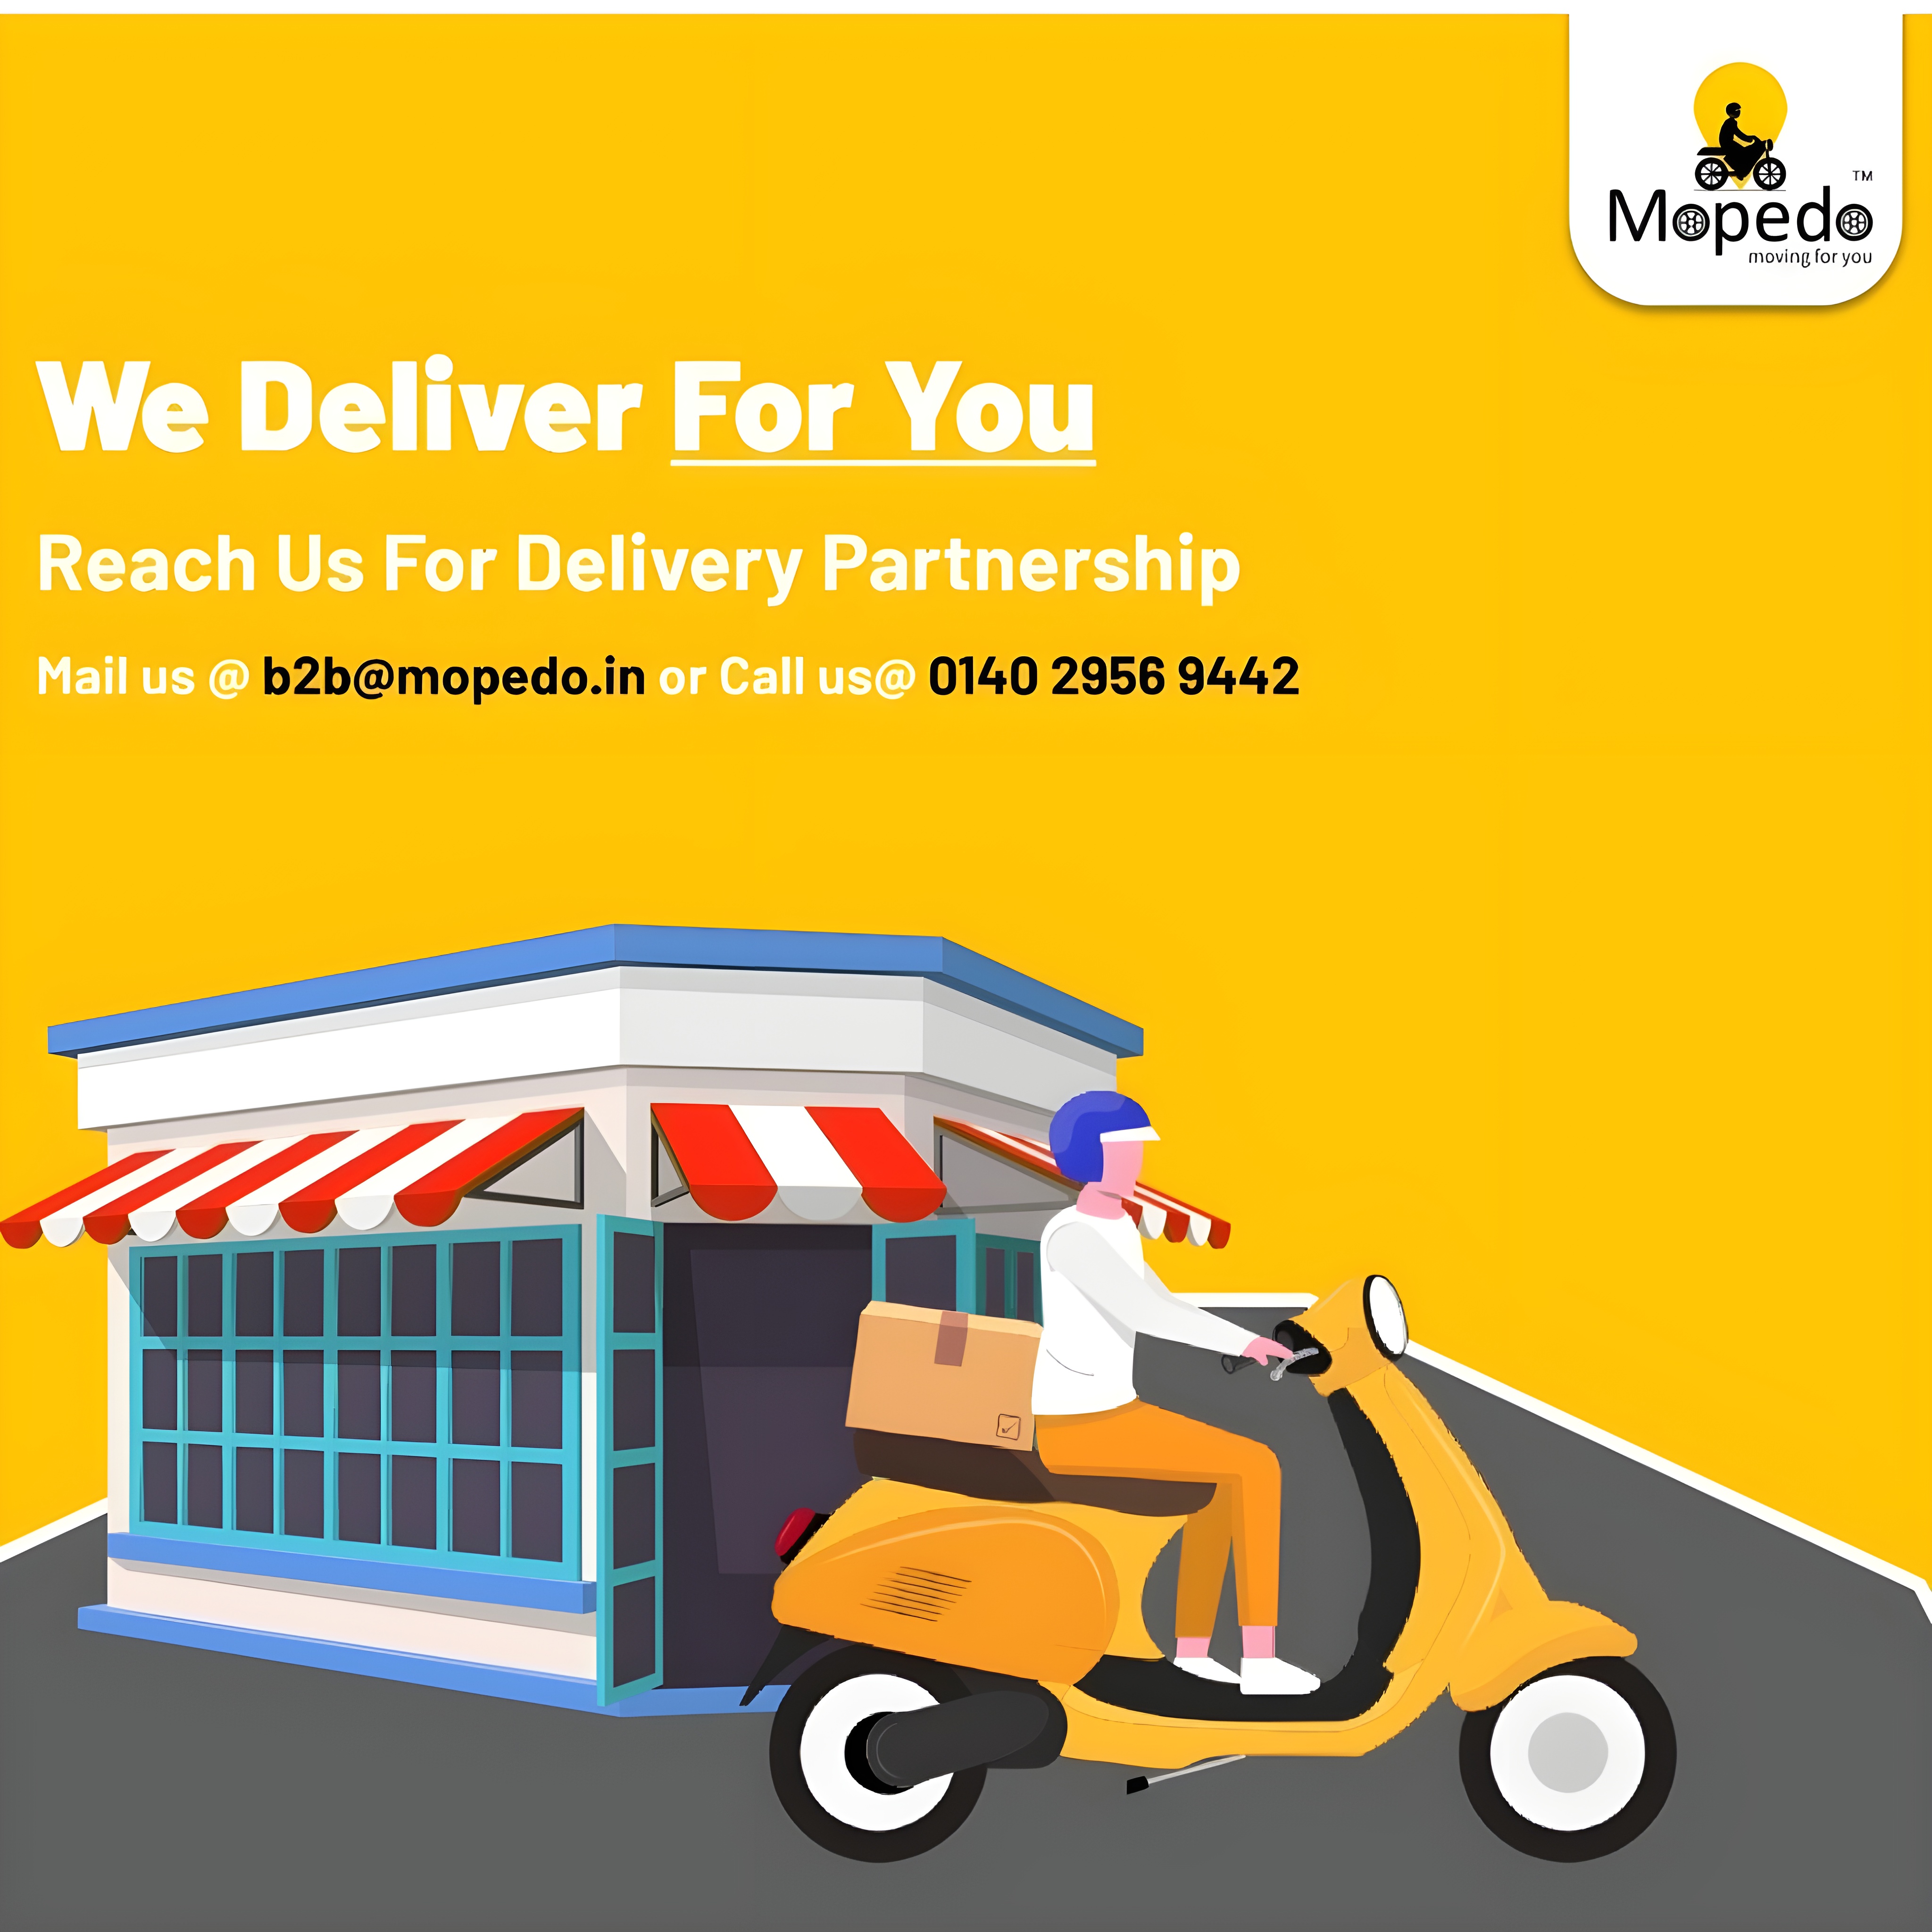 TM
Mopedo
moving for you
We Deliver For You
Reach Us For Delivery Partnership
Mail us @ b2b@mopedo.in or Call us@ 0140 2956 9442